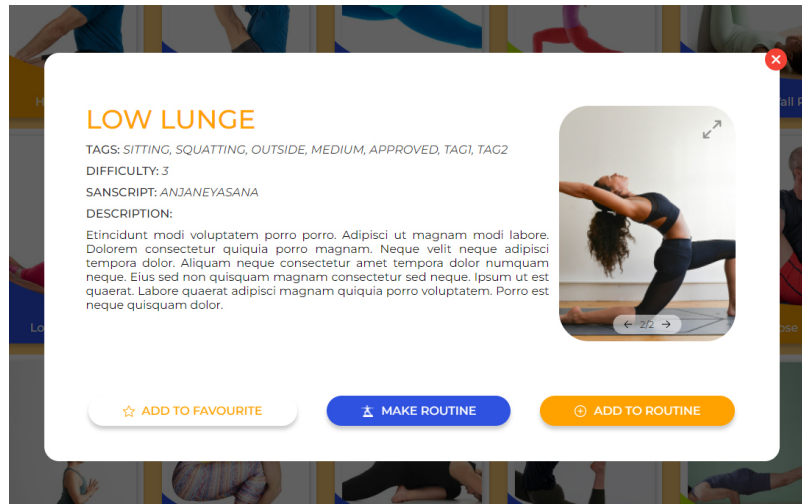 LOW LUNGE
TAGS: SITTING, SQUATTING, OUTSIDE, MEDIUM, APPROVED, TAG1, TAG2
DIFFICULTY: 3
SANSCRIPT: ANJANEYASANA
DESCRIPTION:
Etincidunt modi voluptatem porro porro. Adipisci ut magnam modi labore.
Dolorem consectetur quiquia porro magnam. Neque velit neque adipisci
tempora dolor. Aliquam neque consectetur amet tempora dolor numquam
neque. Eius sed non quisquam magnam consectetur sed neque. Ipsum ut est
quaerat. Labore quaerat adipisci magnam quiquia porro voluptatem. Porro est
neque quisquam dolor.
2/2
ADD TO FAVOURITE
MAKE ROUTINE
ADD TO ROUTINE